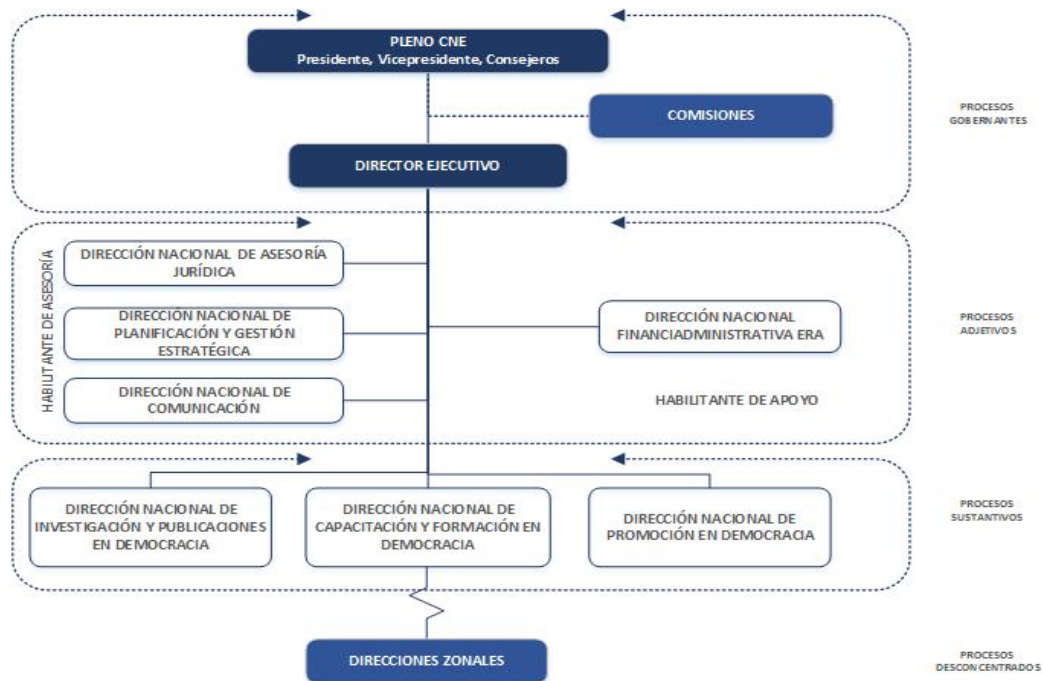 PLENO CNE
Presidente, Vicepresidente, Consejeros
COMISIONES
PROCESOS
GOBERNANTES
DIRECTOR EJECUTIVO
HABILITANTE DE ASESORÍA
DIRECCIÓN NACIONAL DE ASESORÍA
JURÍDICA
DIRECCIÓN NACIONAL DE
PLANIFICACIÓN Y GESTIÓN
ESTRATÉGICA
DIRECCIÓN NACIONAL DE
COMUNICACIÓN
DIRECCIÓN NACIONAL
FINANCIADMINISTRATIVA ERA
HABILITANTE DE APOYO
PROCESOS
ADJETIVOS
DIRECCIÓN NACIONAL DE
INVESTIGACIÓN Y PUBLICACIONES
EN DEMOCRACIA
DIRECCIÓN NACIONAL DE
CAPACITACIÓN Y FORMACIÓN EN
DEMOCRACIA
DIRECCIÓN NACIONAL DE
PROMOCIÓN EN DEMOCRACIA
PROCESOS
SUSTANTIVOS
DIRECCIONES ZONALES
PROCESOS
DESCONCENTRADOS